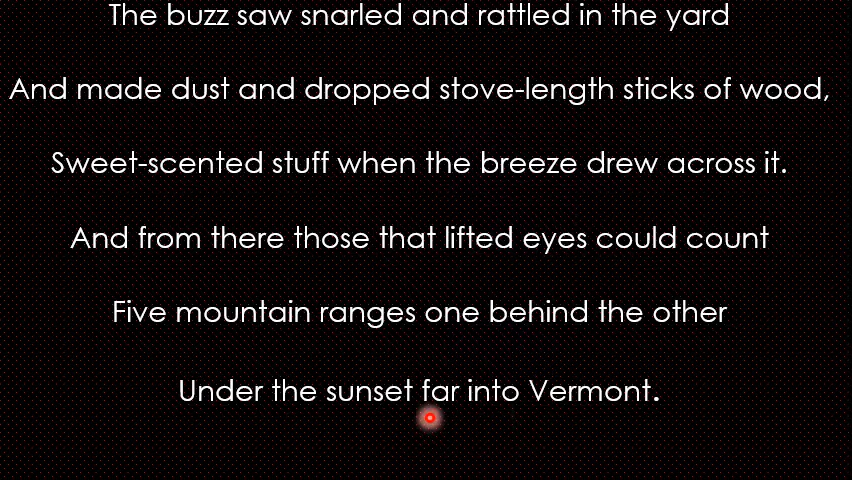 The buzz saw snarled and rattled in the yard
And made dust and dropped stove-length sticks of wood,
Sweet-scented stuff when the breeze drew across it.
And from there those that lifted eyes could count
Five mountain ranges one behind the other
Under the sunset far into Vermont.